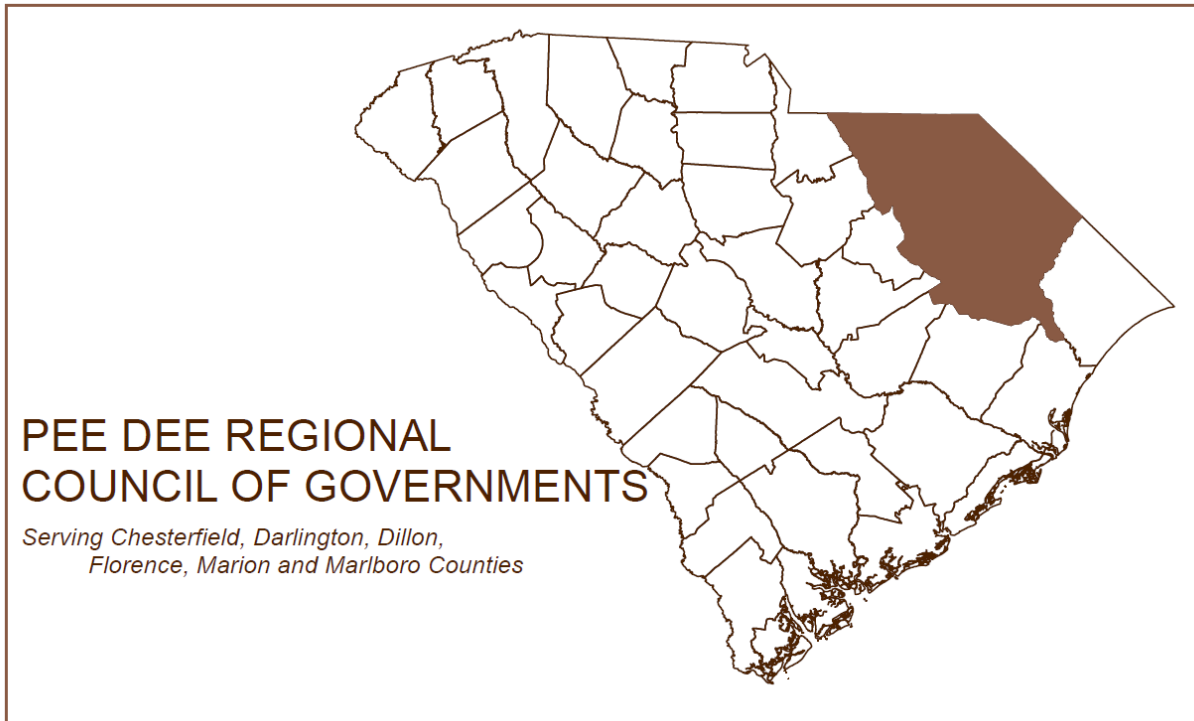 PEE DEE REGIONAL
COUNCIL OF GOVERNMENTS
Serving Chesterfield, Darlington, Dillon,
Florence, Marion and Marlboro Counties